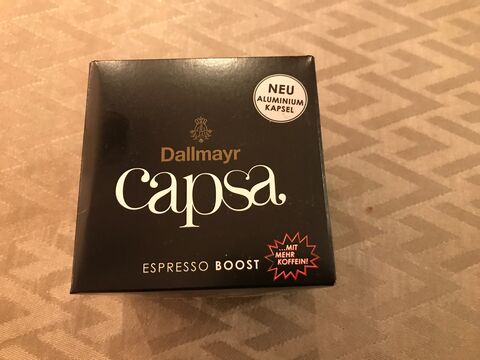 NEU
ALUMINIUM
KAPSEL
Dallmayr
capsa
ESPRESSO BOOST
...MIT
MEHR
KOFFEIN!